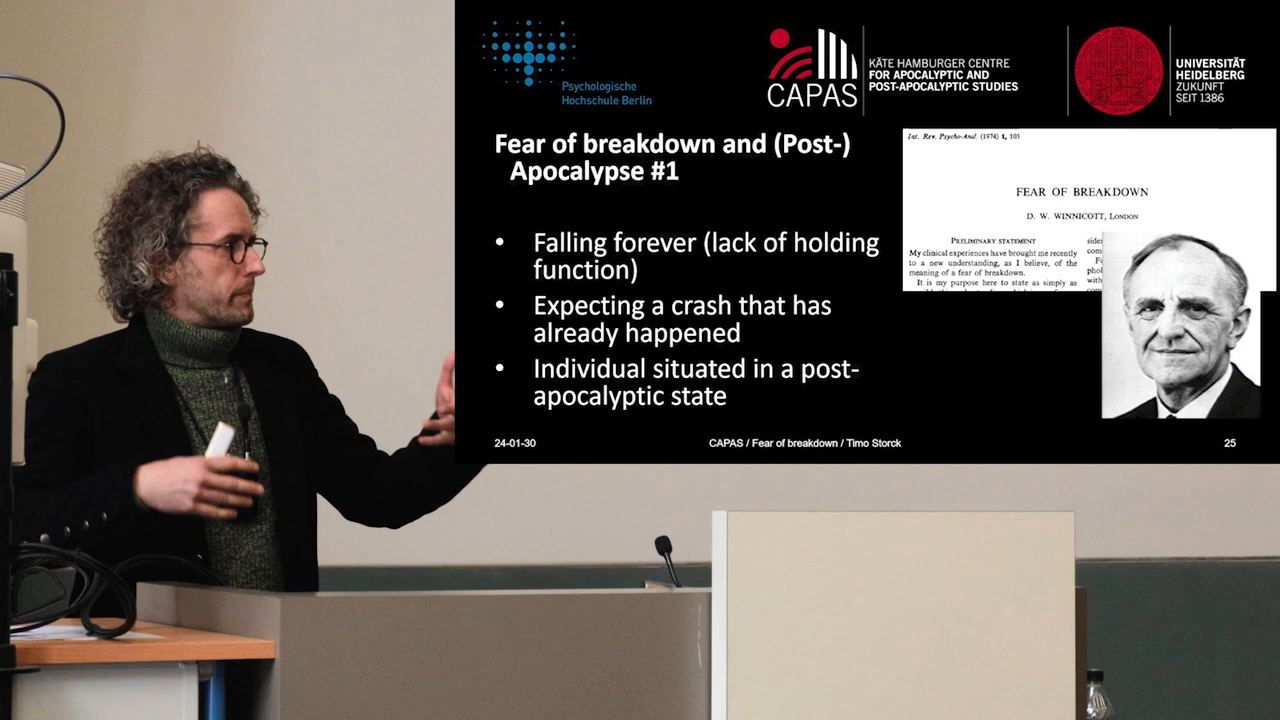 Psychologische
Hochschule Berlin
CAPAS
KÄTE HAMBURGER CENTRE
FOR APOCALYPTIC AND
POST-APOCALYPTIC STUDIES
UNIVERSITÄT
HEIDELBERG
ZUKUNFT
SEIT 1386
Fear of breakdown and (Post-)
Apocalypse #1
• Falling forever (lack of holding
function)
• Expecting a crash that has
already happened
• Individual situated in a post-
apocalyptic state
Int. Rev. Psycho-Anal. (1974) 1, 103
FEAR OF BREAKDOWN
D. W. WINNICOTT, LONDON
PRELIMINARY STATEMENT
My clinical experiences have brought me recently
to a new understanding, as I believe, of the
meaning of a fear of breakdown.
It is my purpose here to state as simply as
24-01-30
CAPAS / Fear of breakdown / Timo Storck
25